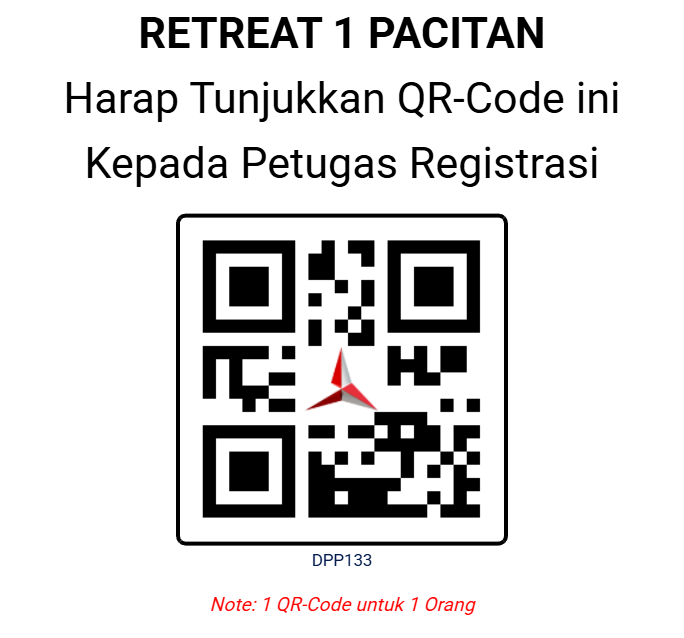 RETREAT 1 PACITAN
Harap Tunjukkan QR-Code ini
Kepada Petugas Registrasi
DPP133
Note: 1 QR-Code untuk 1 Orang